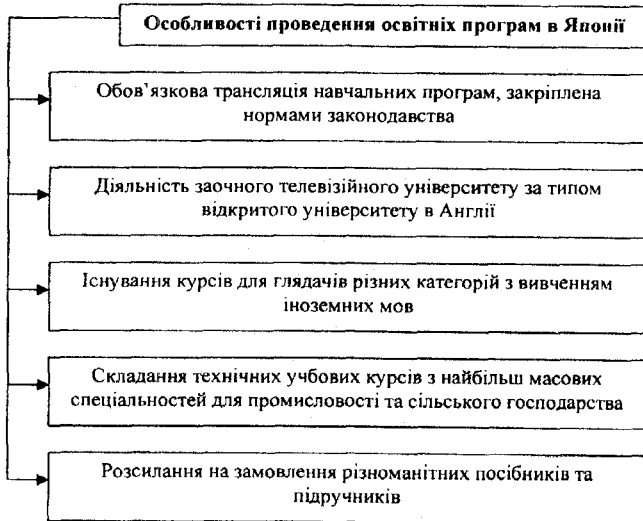 Особливості проведення освітніх програм в Японії
Обов’язкова трансляція навчальних програм, закріплена
нормами законодавства
Діяльність заочного телевізійного університету за типом
відкритого університету в Англії
Існування курсів для глядачів різних категорій з вивченням
іноземних мов
Складання технічних учбових курсів з найбільш масових
спеціальностей для промисловості та сільського господарства
Розсилання на замовлення різноманітних посібників та
підручників